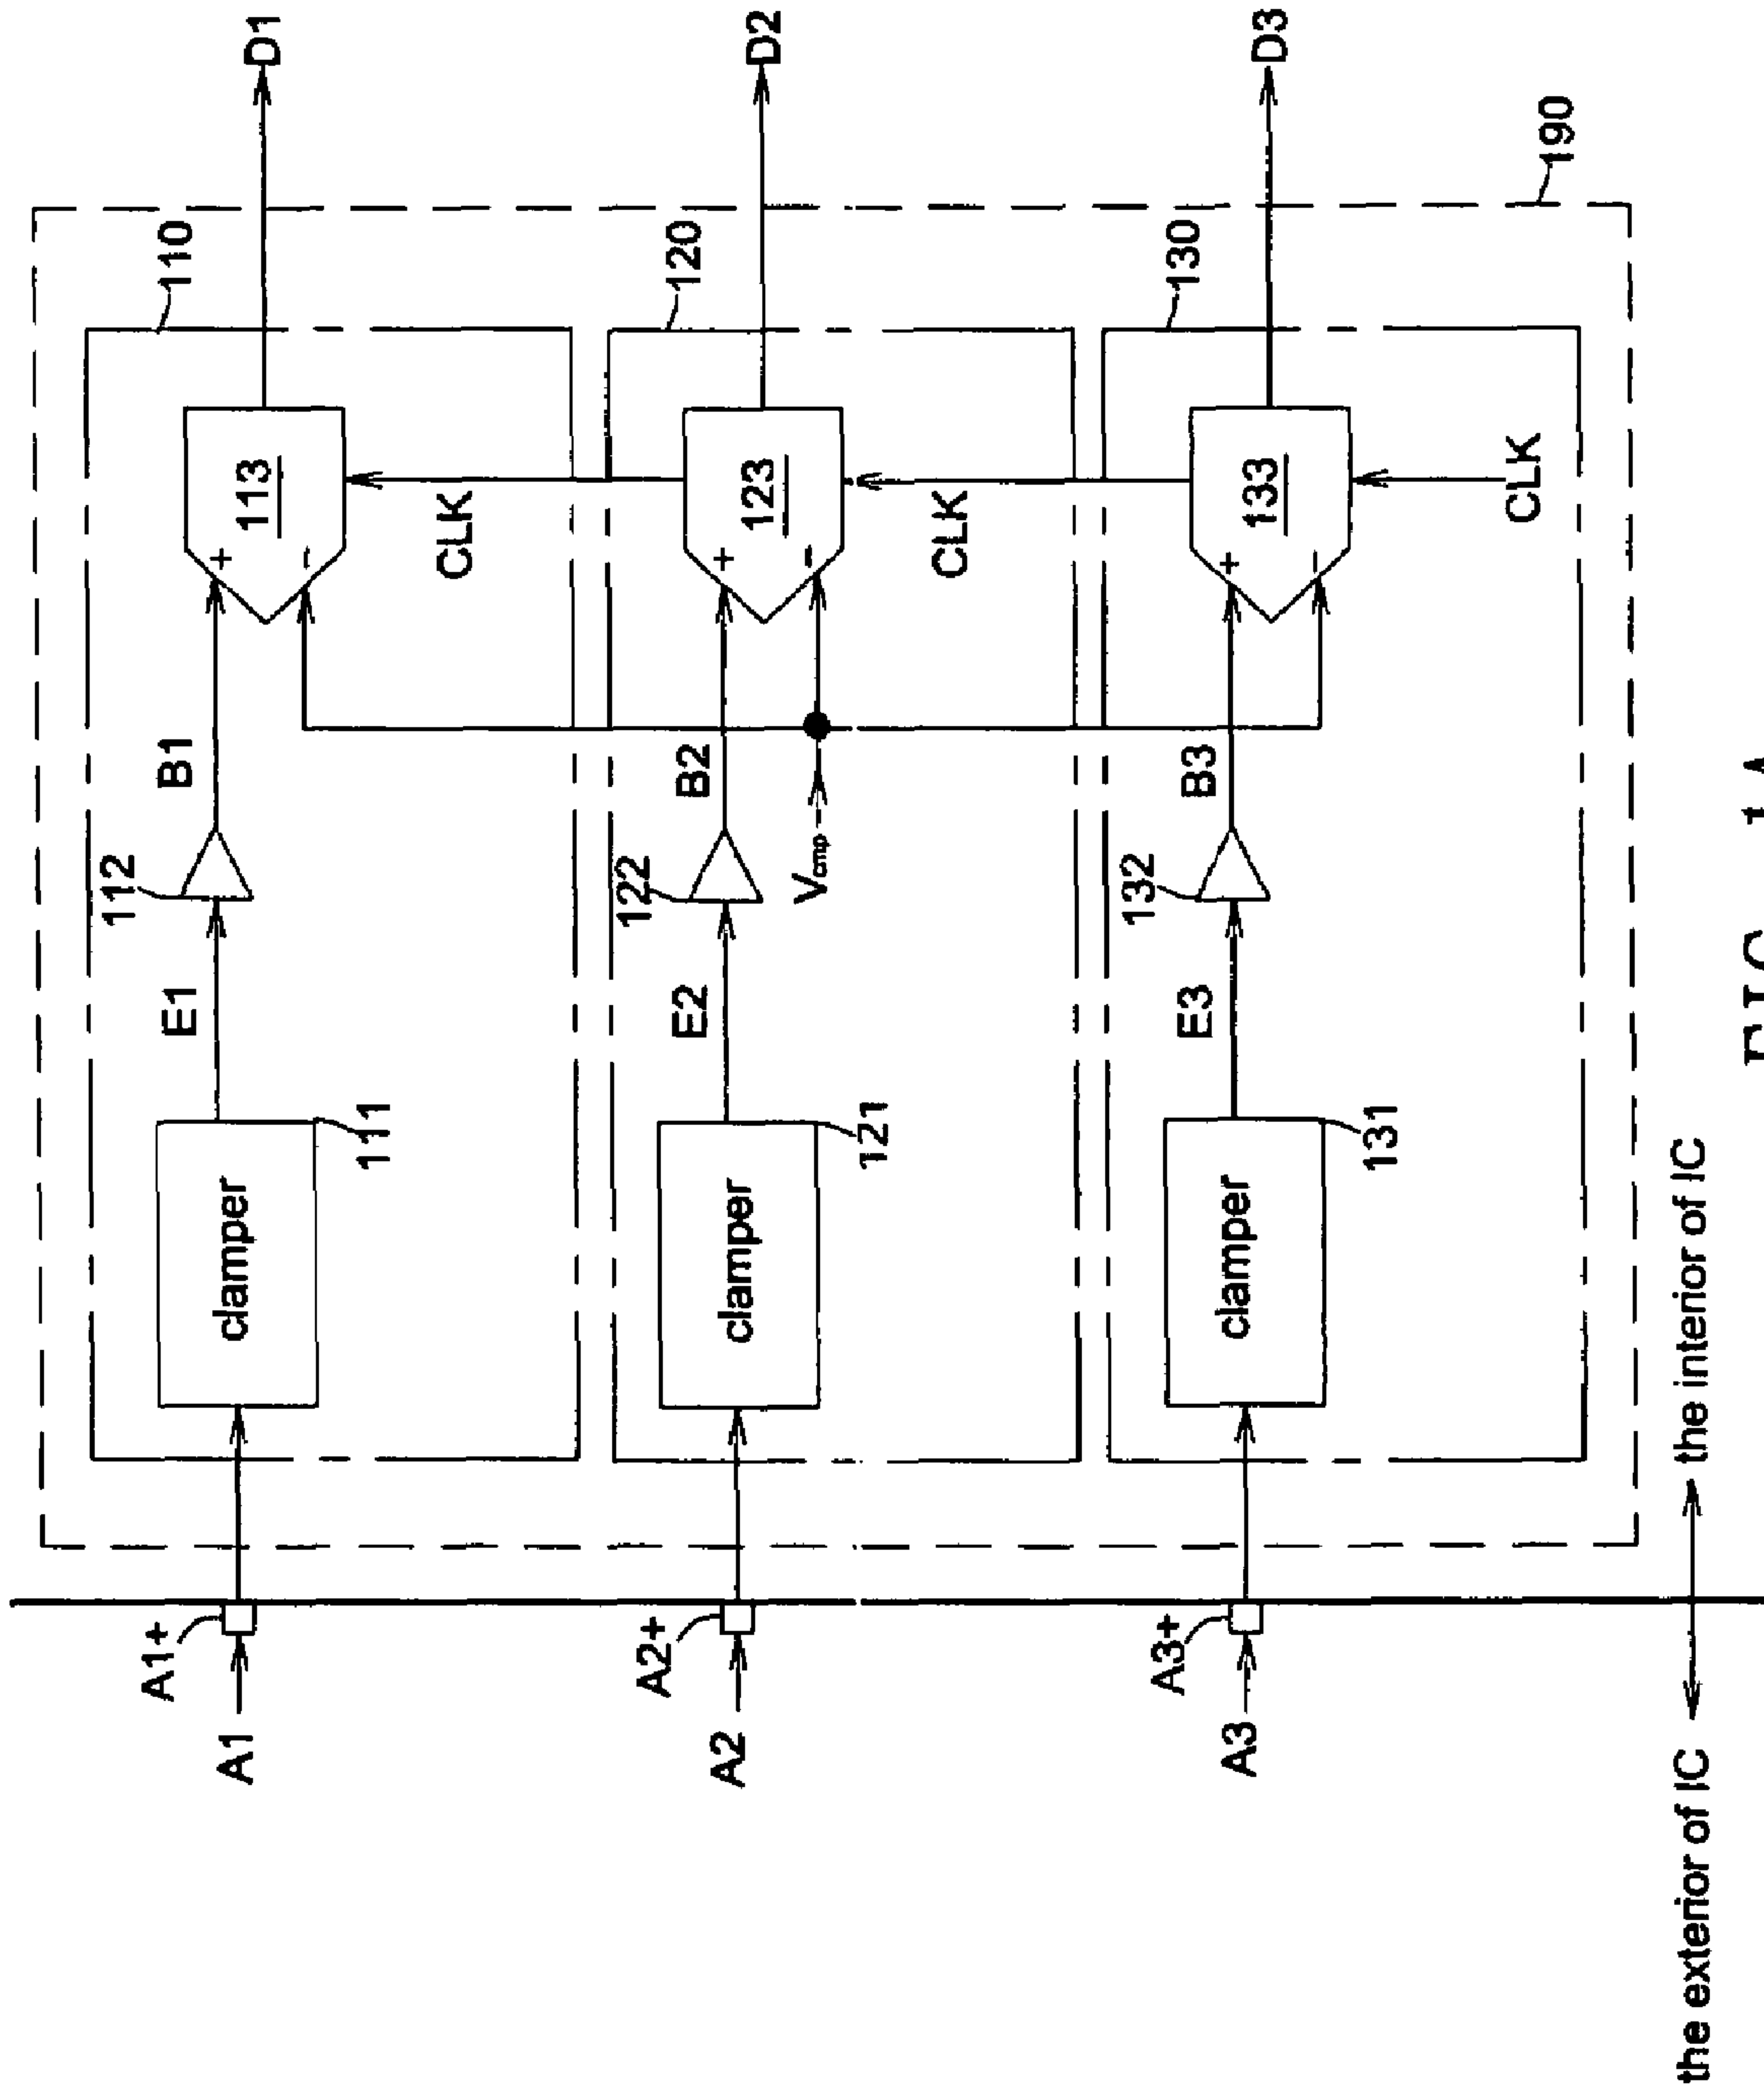 D1
D2
D3
190
110
120
130
113
+
-
123
+
-
133
+
-
CLK
CLK
CLK
B1
B2
B3
112
122
132
Vcmp
E1
E2
E3
clamper
111
clamper
121
clamper
131
A1+
A2+
A3+
A1
A2
A3
the exterior of IC
the interior of IC